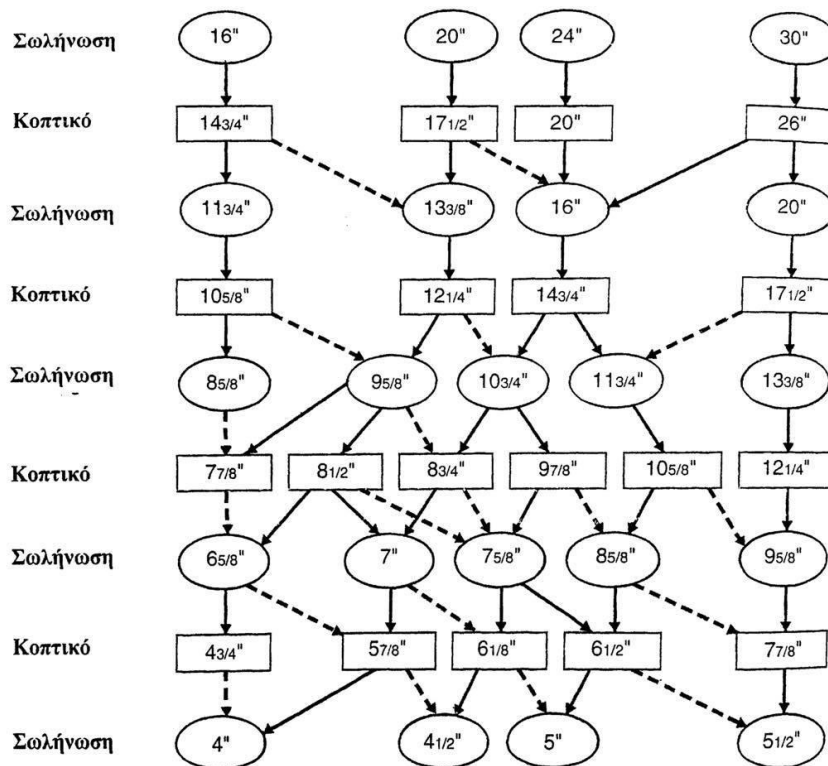 Σωλήνωση 16" 20" 24" 30"
Κοπτικό 14 3/4" 17 1/2" 20" 26"
Σωλήνωση 11 3/4" 13 3/8" 16" 20"
Κοπτικό 10 5/8" 12 1/4" 14 3/4" 17 1/2"
Σωλήνωση 8 5/8" 9 5/8" 10 3/4" 11 3/4" 13 3/8"
Κοπτικό 7 7/8" 8 1/2" 8 3/4" 9 7/8" 10 5/8" 12 1/4"
Σωλήνωση 6 5/8" 7" 7 5/8" 8 5/8" 9 5/8"
Κοπτικό 4 3/4" 5 7/8" 6 1/8" 6 1/2" 7 7/8"
Σωλήνωση 4" 4 1/2" 5" 5 1/2"